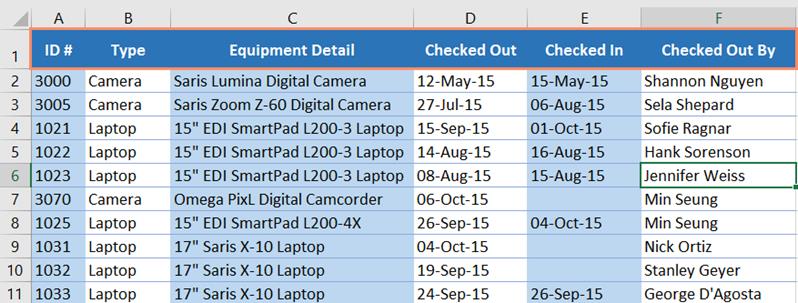 A B C D E F
1 ID # Type Equipment Detail Checked Out Checked In Checked Out By
2 3000 Camera Saris Lumina Digital Camera 12-May-15 15-May-15 Shannon Nguyen
3 3005 Camera Saris Zoom Z-60 Digital Camera 27-Jul-15 06-Aug-15 Sela Shepard
4 1021 Laptop 15" EDI SmartPad L200-3 Laptop 15-Sep-15 01-Oct-15 Sofie Ragnar
5 1022 Laptop 15" EDI SmartPad L200-3 Laptop 14-Aug-15 16-Aug-15 Hank Sorenson
6 1023 Laptop 15" EDI SmartPad L200-3 Laptop 08-Aug-15 15-Aug-15 Jennifer Weiss
7 3070 Camera Omega PixL Digital Camcorder 06-Oct-15 Min Seung
8 1025 Laptop 15" EDI SmartPad L200-4X 26-Sep-15 04-Oct-15 Min Seung
9 1031 Laptop 17" Saris X-10 Laptop 04-Oct-15 Nick Ortiz
10 1032 Laptop 17" Saris X-10 Laptop 19-Sep-15 Stanley Geyer
11 1033 Laptop 17" Saris X-10 Laptop 24-Sep-15 26-Sep-15 George D'Agosta